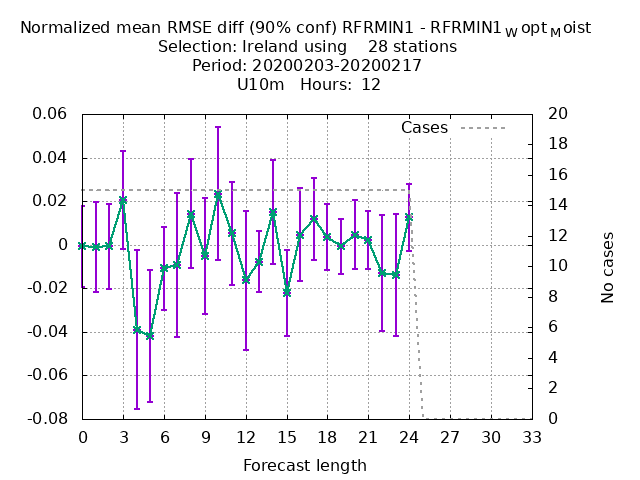 Normalized mean RMSE diff (90% conf) RFRMIN1 - RFRMIN1WoptMoist
Selection: Ireland using    28 stations
Period: 20200203-20200217
U10m   Hours:  12
Cases
0.06
0.04
0.02
0
-0.02
-0.04
-0.06
-0.08
20
18
16
14
12
10
8
6
4
2
0
No cases
0 3 6 9 12 15 18 21 24 27 30 33
Forecast length